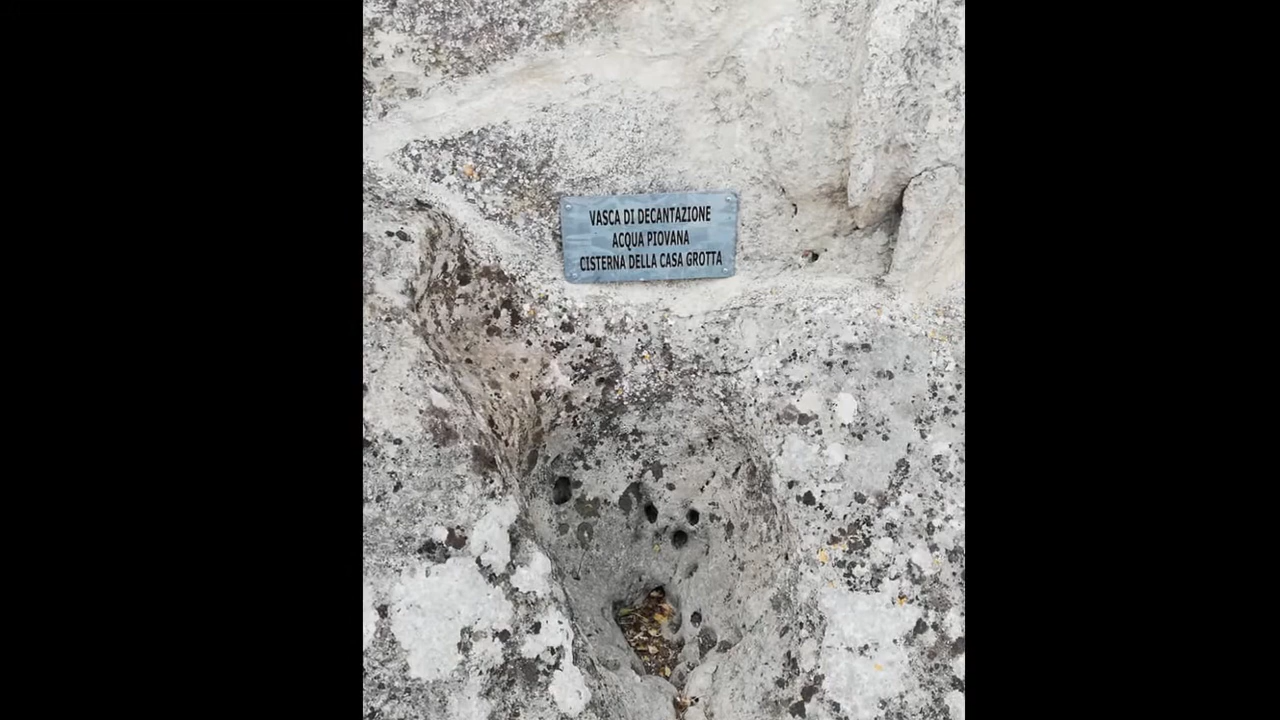 VASCA DI DECANTAZIONE
ACQUA PIOVANA
CISTERNA DELLA CASA GROTTA